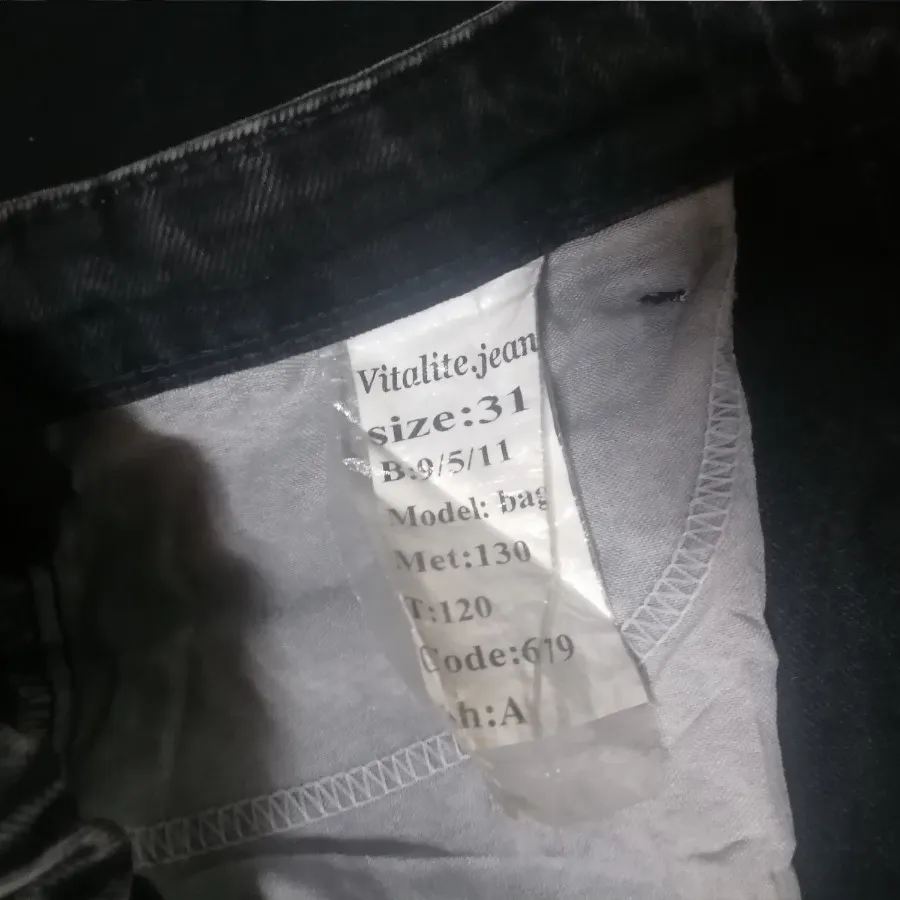 Vitalite.jean
size:31
B:9/5/11
Model: bag
Met:130
T:120
Code:619
h:A